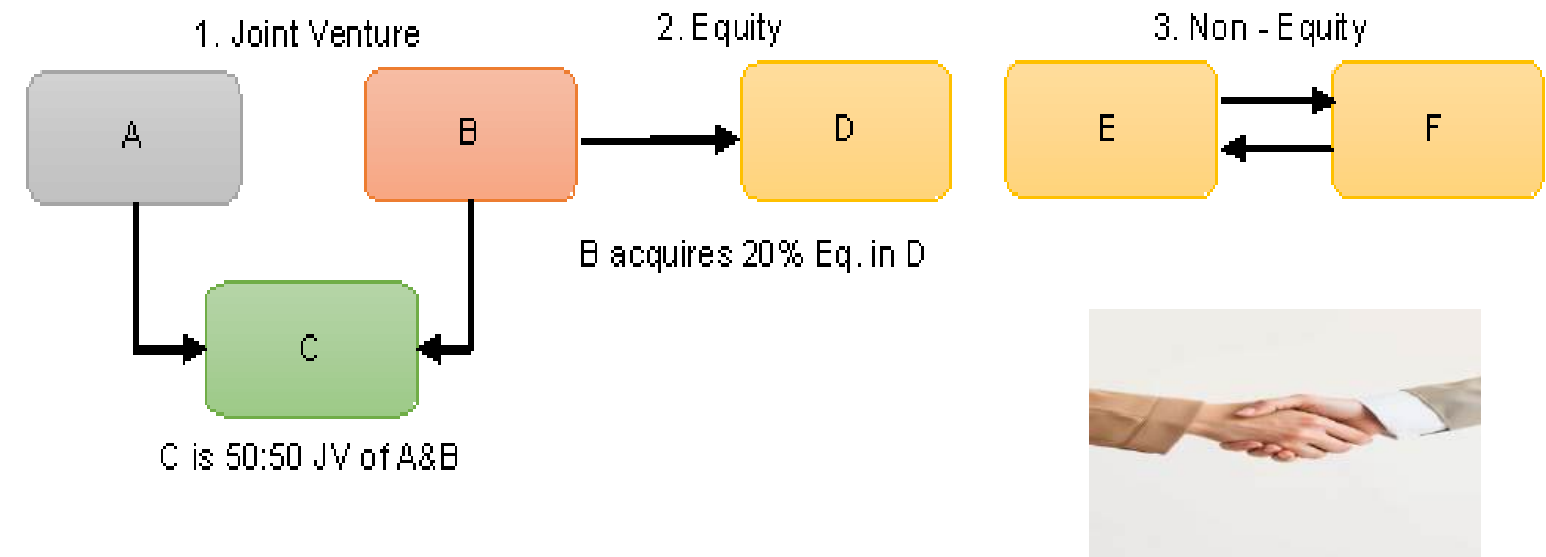 1. Joint Venture
2. Equity
3. Non - Equity
A
B
D
E
F
B acquires 20% Eq. in D
C
C is 50:50 JV of A&B